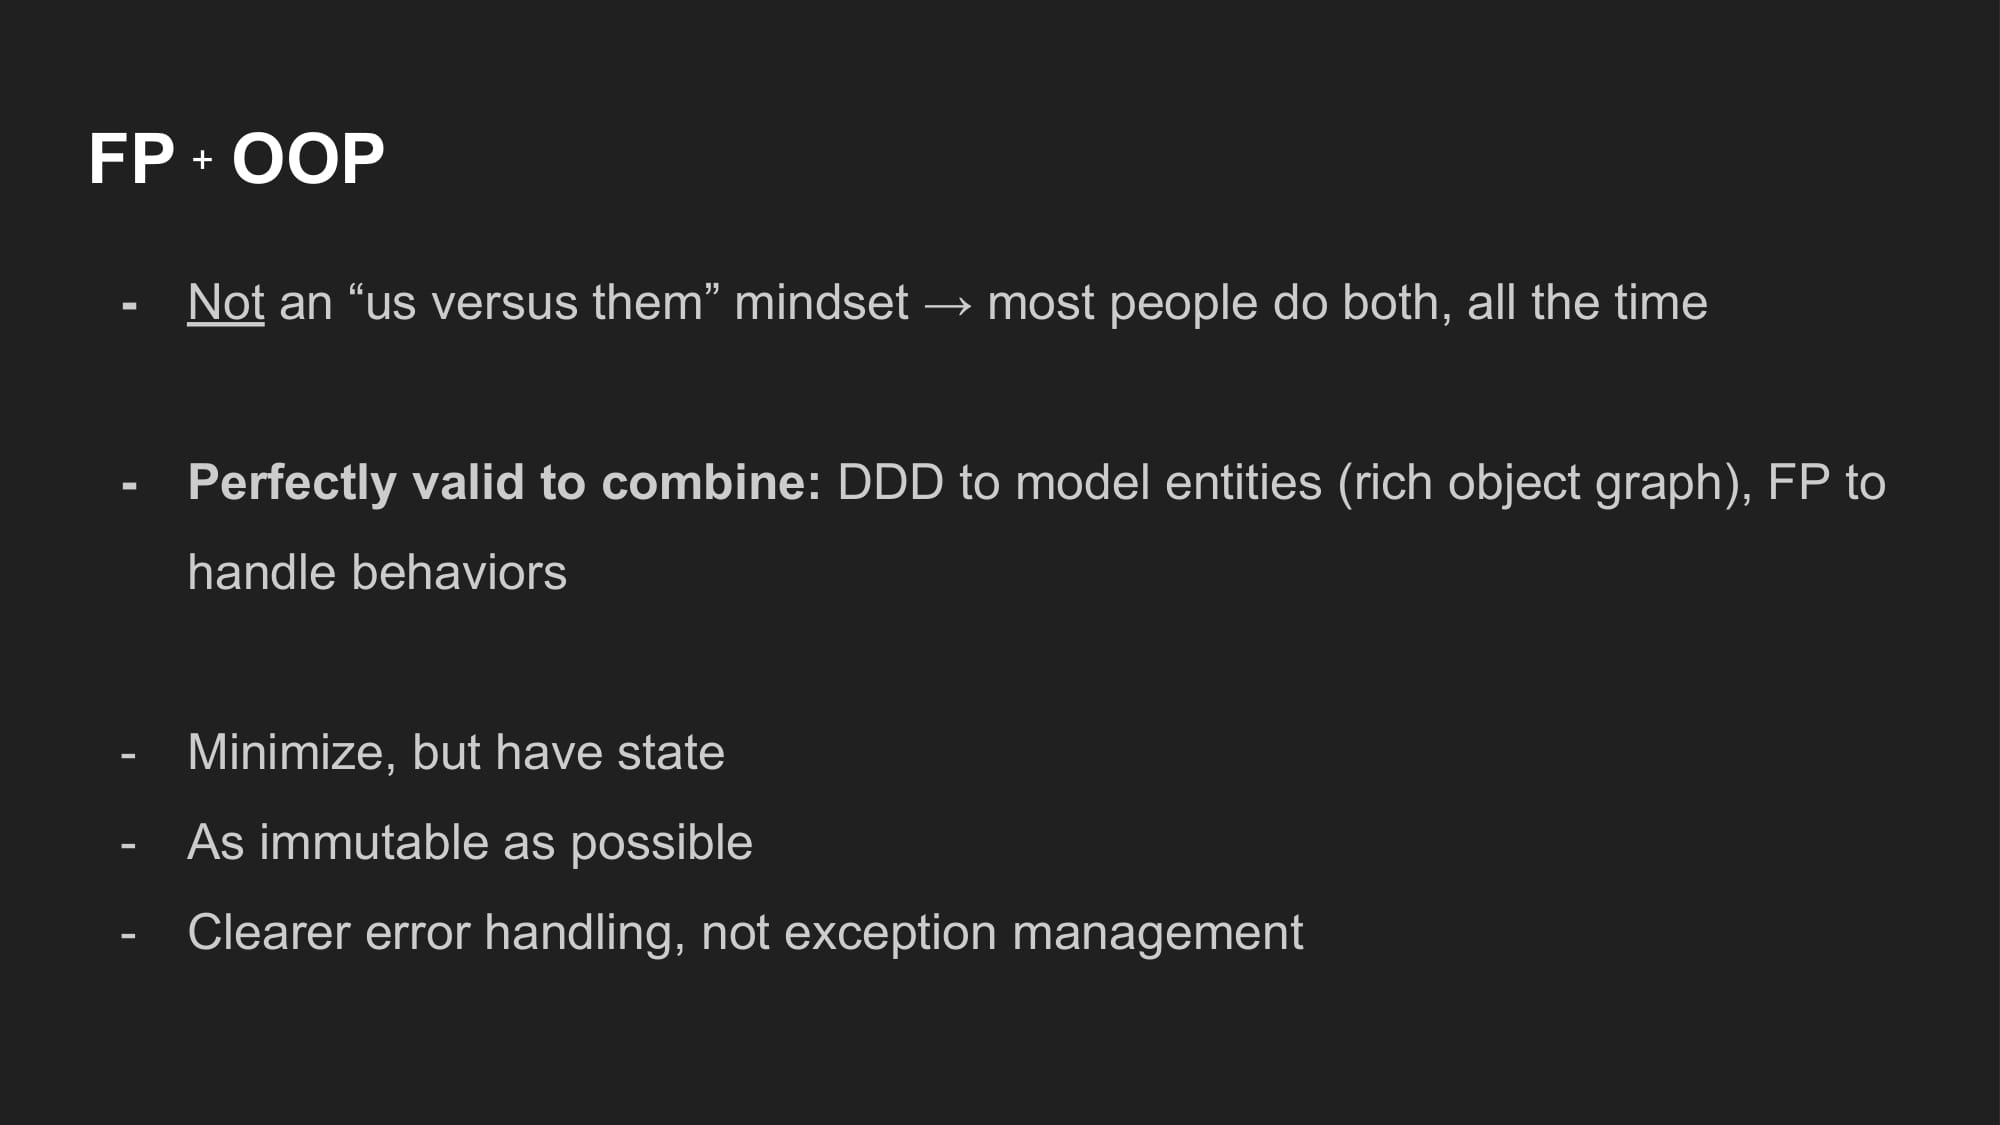 FP + OOP
- Not an “us versus them” mindset → most people do both, all the time
- Perfectly valid to combine: DDD to model entities (rich object graph), FP to
handle behaviors
- Minimize, but have state
- As immutable as possible
- Clearer error handling, not exception management